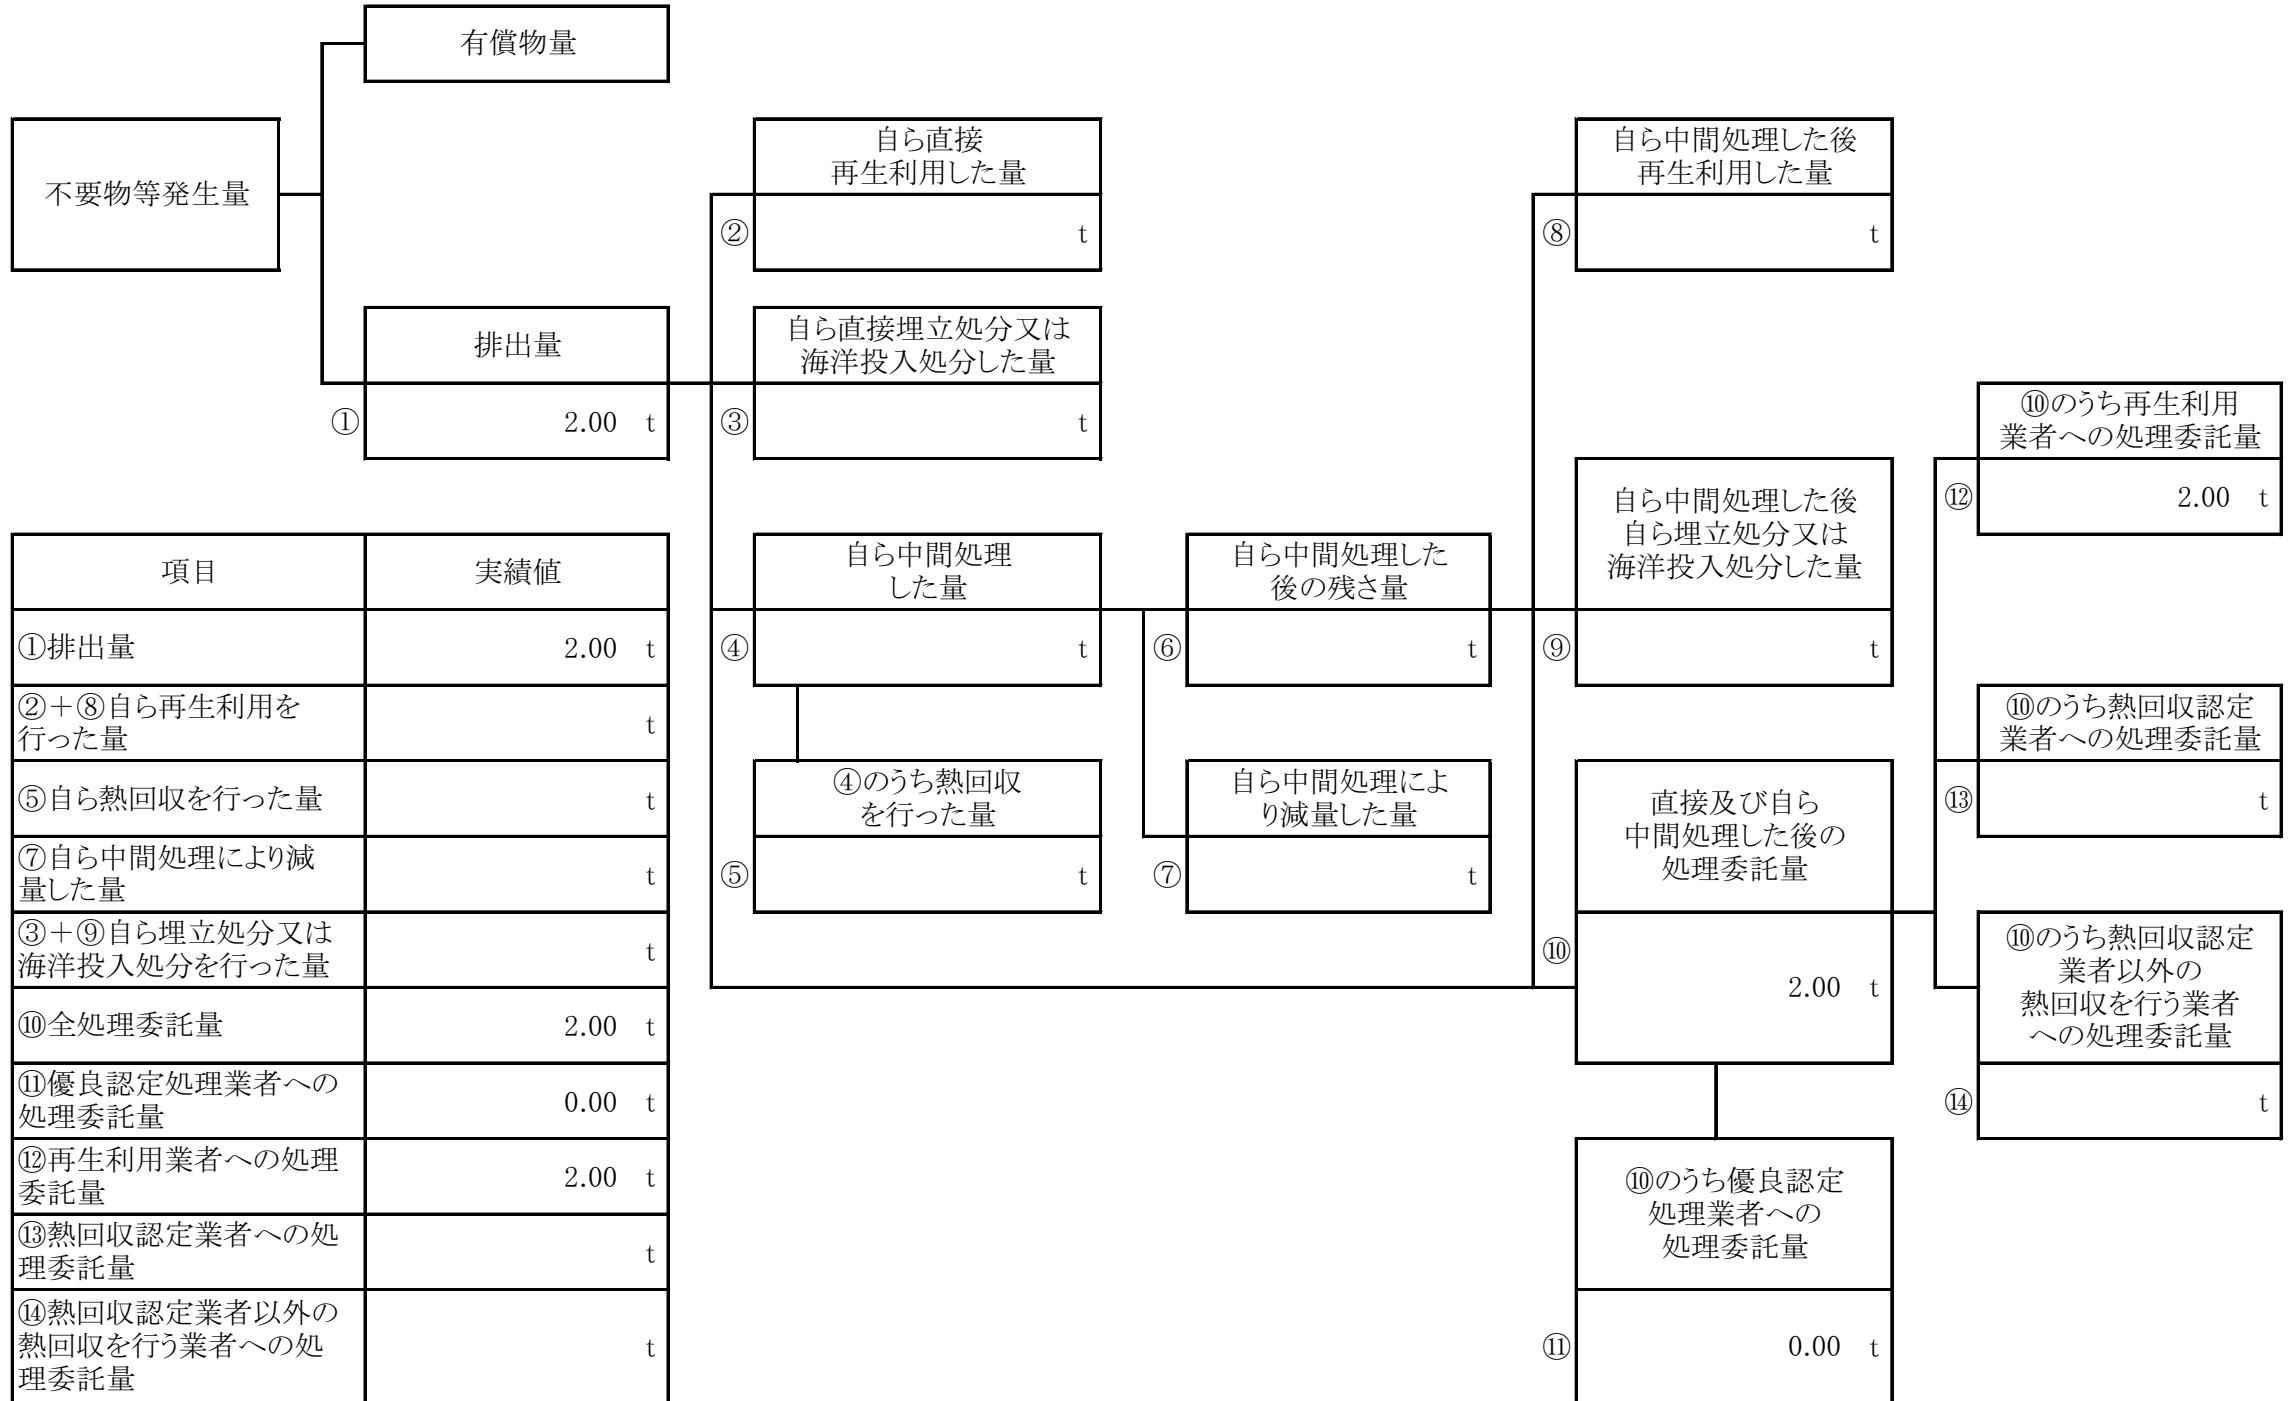 有償物量
不要物等発生量
排出量
①
2.00 t
自ら直接
再生利用した量
②
t
自ら直接埋立処分又は
海洋投入処分した量
③
t
自ら中間処理
した量
④
t
④のうち熱回収
を行った量
⑤
t
自ら中間処理した
後の残さ量
⑥
t
自ら中間処理によ
り減量した量
⑦
t
自ら中間処理した後
再生利用した量
⑧
t
自ら中間処理した後
自ら埋立処分又は
海洋投入処分した量
⑨
t
直接及び自ら
中間処理した後の
処理委託量
⑩
2.00 t
⑩のうち優良認定
処理業者への
処理委託量
⑪
0.00 t
⑩のうち再生利用
業者への処理委託量
⑫
2.00 t
⑩のうち熱回収認定
業者への処理委託量
⑬
t
⑩のうち熱回収認定
業者以外の
熱回収を行う業者
への処理委託量
⑭
t
項目 実績値
①排出量 2.00 t
②＋⑧自ら再生利用を
行った量
t
⑤自ら熱回収を行った量 t
⑦自ら中間処理により減
量した量
t
③＋⑨自ら埋立処分又は
海洋投入処分を行った量
t
⑩全処理委託量 2.00 t
⑪優良認定処理業者への
処理委託量
0.00 t
⑫再生利用業者への処理
委託量
2.00 t
⑬熱回収認定業者への処
理委託量
t
⑭熱回収認定業者以外の
熱回収を行う業者への処
理委託量
t